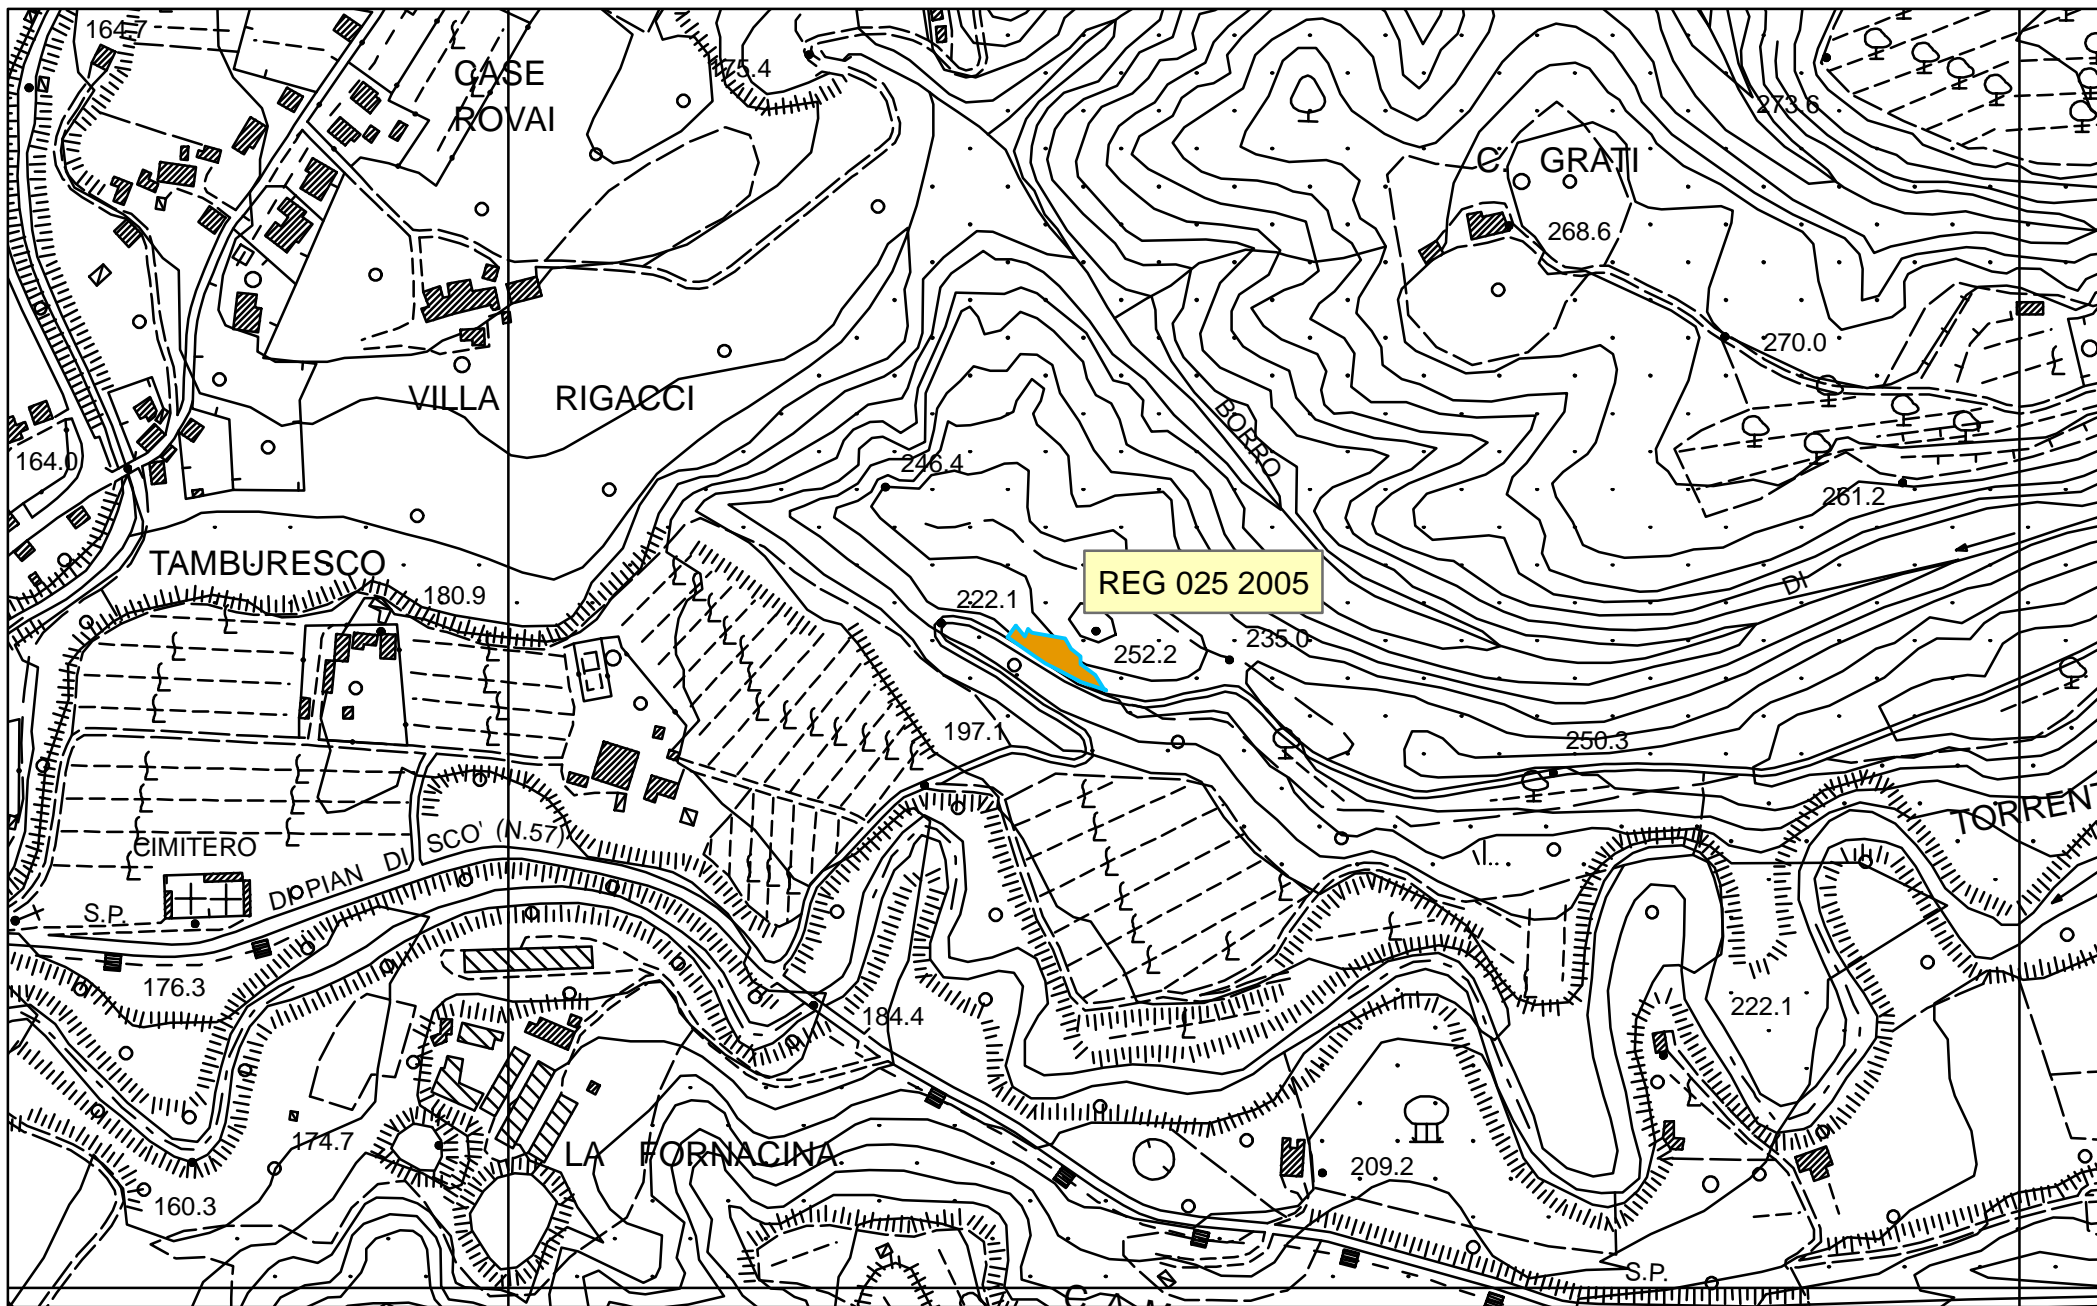 164.7
CASE
ROVAI
75.4
273.6
C. GRATI
268.6
270.0
VILLA RIGACCI
BORRO
164.0
246.4
261.2
TAMBURESCO
180.9
REG 025 2005
DI
222.1
235.0
252.2
197.1
250.3
TORREN
CIMITERO
S.P. DI PIAN DI SCO' (N.57)
176.3
184.4
222.1
174.7
LA FORNACINA
209.2
160.3
S.P.